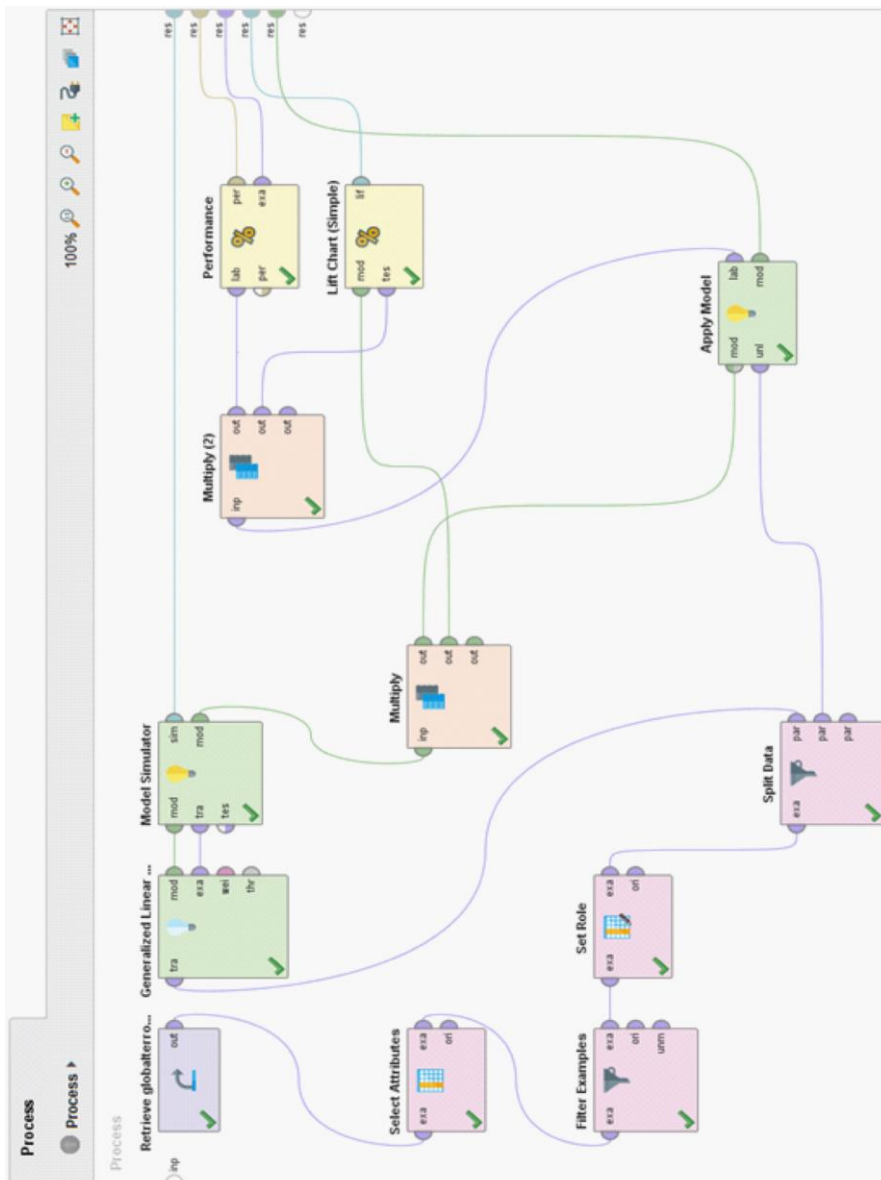 Process
Process
100%
Process
inp
Retrieve globalterro...
out
Generalized Linear ...
tra
mod
exa
wei
thr
Model Simulator
mod
tra
tes
sim
mod
Multiply (2)
inp
out
out
out
Performance
lab
per
per
exa
Lift Chart (Simple)
mod
tes
lif
Select Attributes
exa
exa
ori
Multiply
inp
out
out
out
Filter Examples
exa
exa
ori
unm
Set Role
exa
exa
ori
Split Data
exa
par
par
par
Apply Model
mod
unl
lab
mod
res
res
res
res
res
res